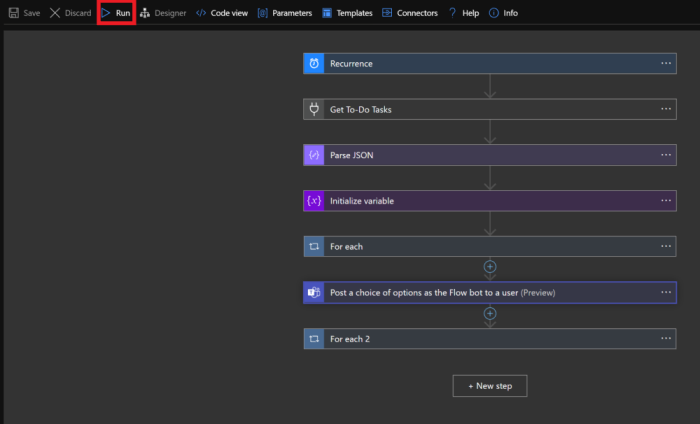 Save Discard Run Designer Code view Parameters Templates Connectors ? Help Info
Recurrence ...
Get To-Do Tasks ...
Parse JSON ...
{x} Initialize variable ...
For each ...
Post a choice of options as the Flow bot to a user (Preview) ...
For each 2 ...
+ New step